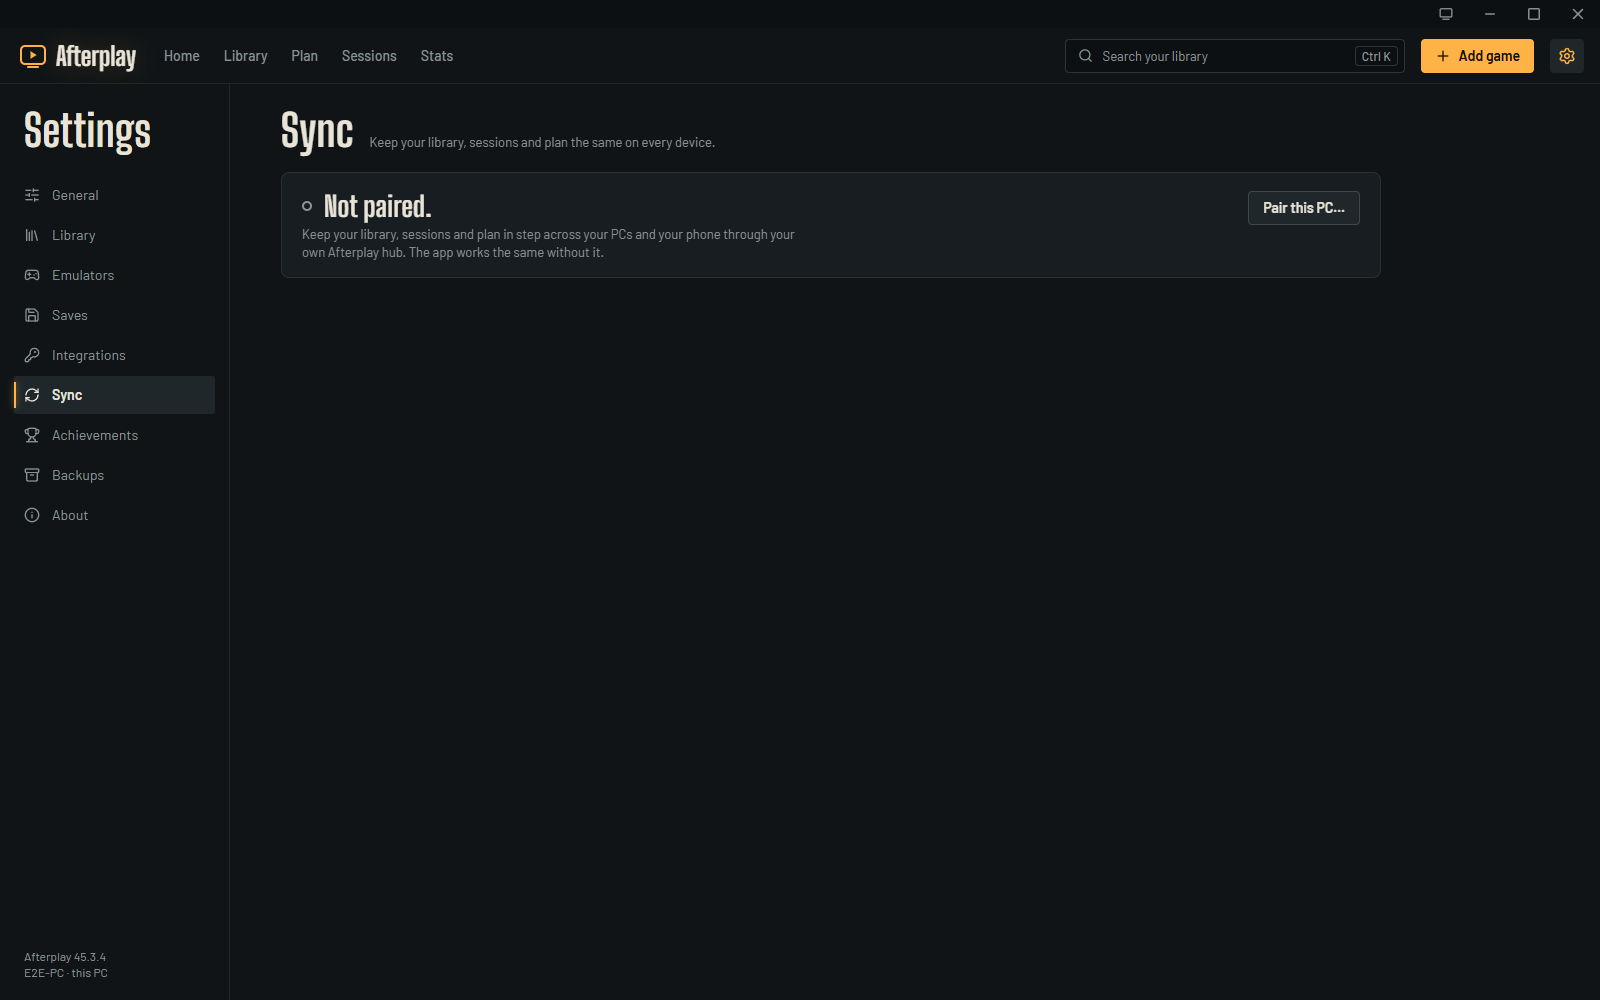 Afterplay
Home
Library
Plan
Sessions
Stats
Search your library
Ctrl K
Add game
Settings
General
Library
Emulators
Saves
Integrations
Sync
Achievements
Backups
About
Afterplay 45.3.4
E2E-PC · this PC
Sync
Keep your library, sessions and plan the same on every device.
Not paired.
Keep your library, sessions and plan in step across your PCs and your phone through your
own Afterplay hub. The app works the same without it.
Pair this PC...